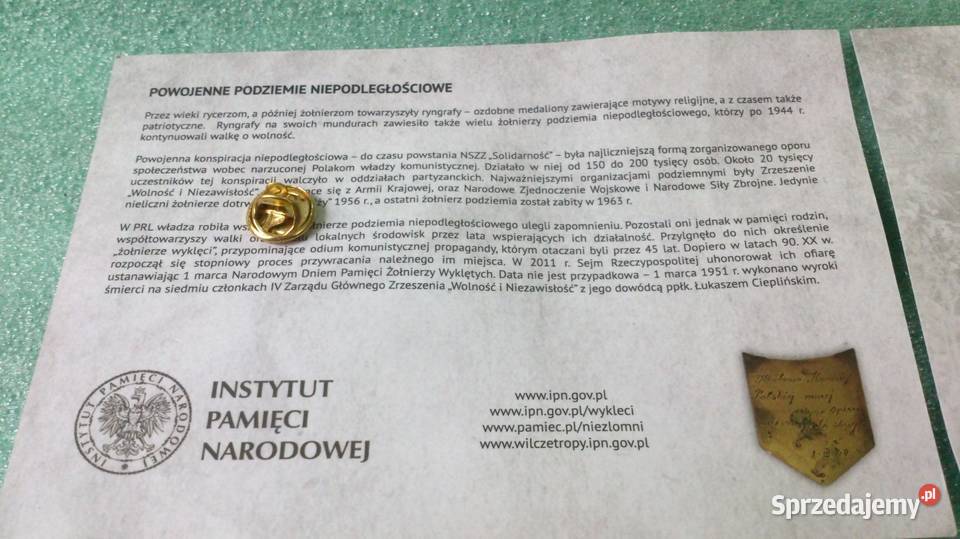 POWOJENNE PODZIEMIE NIEPODLEGŁOŚCIOWE
Przez wieki rycerzom, a później żołnierzom towarzyszyły ryngrafy – ozdobne medaliony zawierające motywy religijne, a z czasem także
patriotyczne. Ryngrafy na swoich mundurach zawiesiło także wielu żołnierzy podziemia niepodległościowego, którzy po 1944 r.
kontynuowali walkę o wolność.
Powojenna konspiracja niepodległościowa – do czasu powstania NSZZ „Solidarność” – była najliczniejszą formą zorganizowanego oporu
społeczeństwa wobec narzuconej Polakom władzy komunistycznej. Działało w niej od 150 do 200 tysięcy osób. Około 20 tysięcy
uczestników tej konspiracji walczyło w oddziałach partyzanckich. Najważniejszymi organizacjami podziemnymi były Zrzeszenie
„Wolność i Niezawisłość” się z Armii Krajowej, oraz Narodowe Zjednoczenie Wojskowe i Narodowe Siły Zbrojne. Jedynie
nieliczni żołnierze 1956 r., a ostatni żołnierz podziemia został zabity w 1963 r.
W PRL władza robiła podziemia niepodległościowego ulegli zapomnieniu. Pozostali oni jednak w pamięci rodzin,
współtowarzyszy walki lokalnych środowisk przez lata wspierających ich działalność. Przylgnęło do nich określenie
„żołnierze wyklęci”, przypominające odium komunistycznej propagandy, którym otaczani byli przez 45 lat. Dopiero w latach 90. XX w.
rozpoczął się stopniowy proces przywracania należnego im miejsca. W 2011 r. Sejm Rzeczypospolitej uhonorował ich ofiarę
ustanawiając 1 marca Narodowym Dniem Pamięci Żołnierzy Wyklętych. Data nie jest przypadkowa – 1 marca 1951 r. wykonano wyroki
śmierci na siedmiu członkach IV Zarządu Głównego Zrzeszenia „Wolność i Niezawisłość” z jego dowódcą ppłk. Łukaszem Cieplińskim.
INSTYTUT PAMIĘCI NARODOWEJ
INSTYTUT
PAMIĘCI
NARODOWEJ
www.ipn.gov.pl
www.ipn.gov.pl/wykleci
www.pamiec.pl/niezlomni
www.wilczetropy.ipn.gov.pl
Sprzedajemy.pl